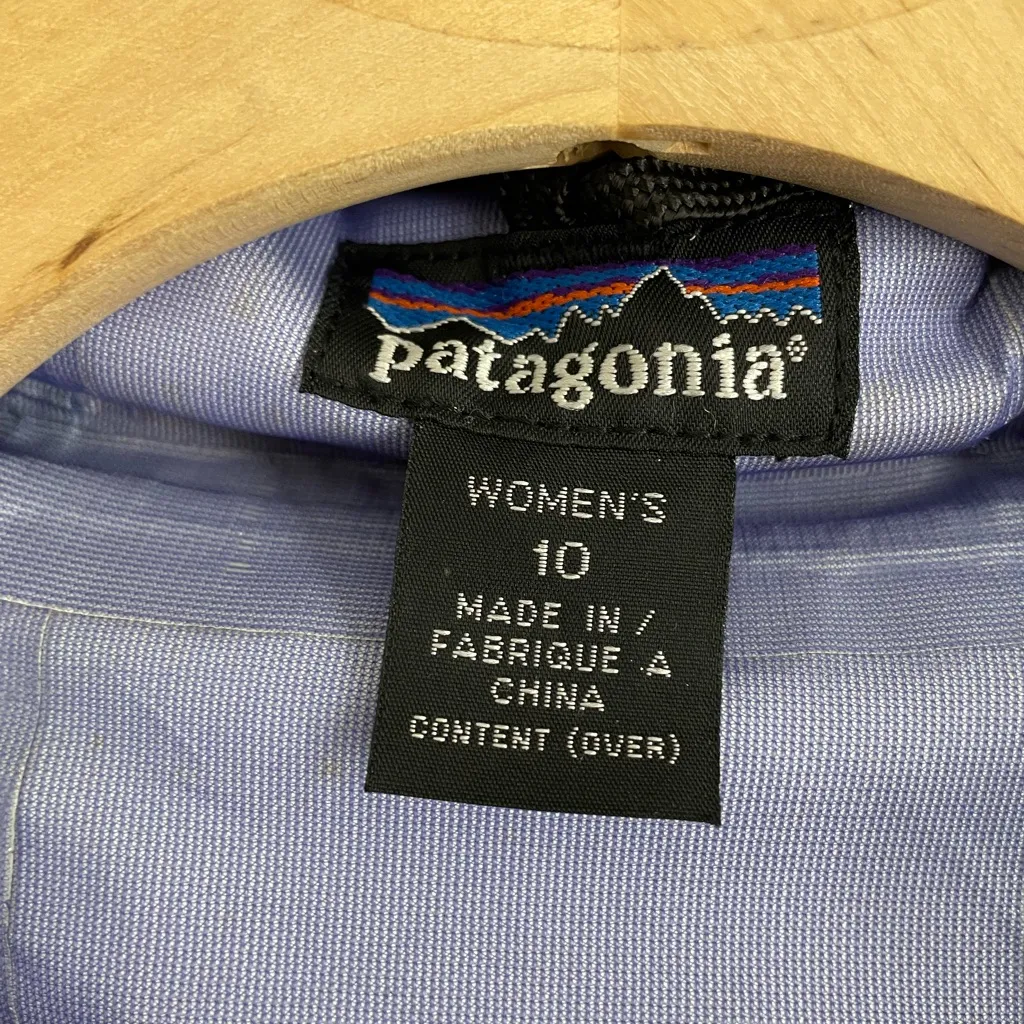 patagonia®
WOMEN'S
10
MADE IN /
FABRIQUE A
CHINA
CONTENT (OVER)